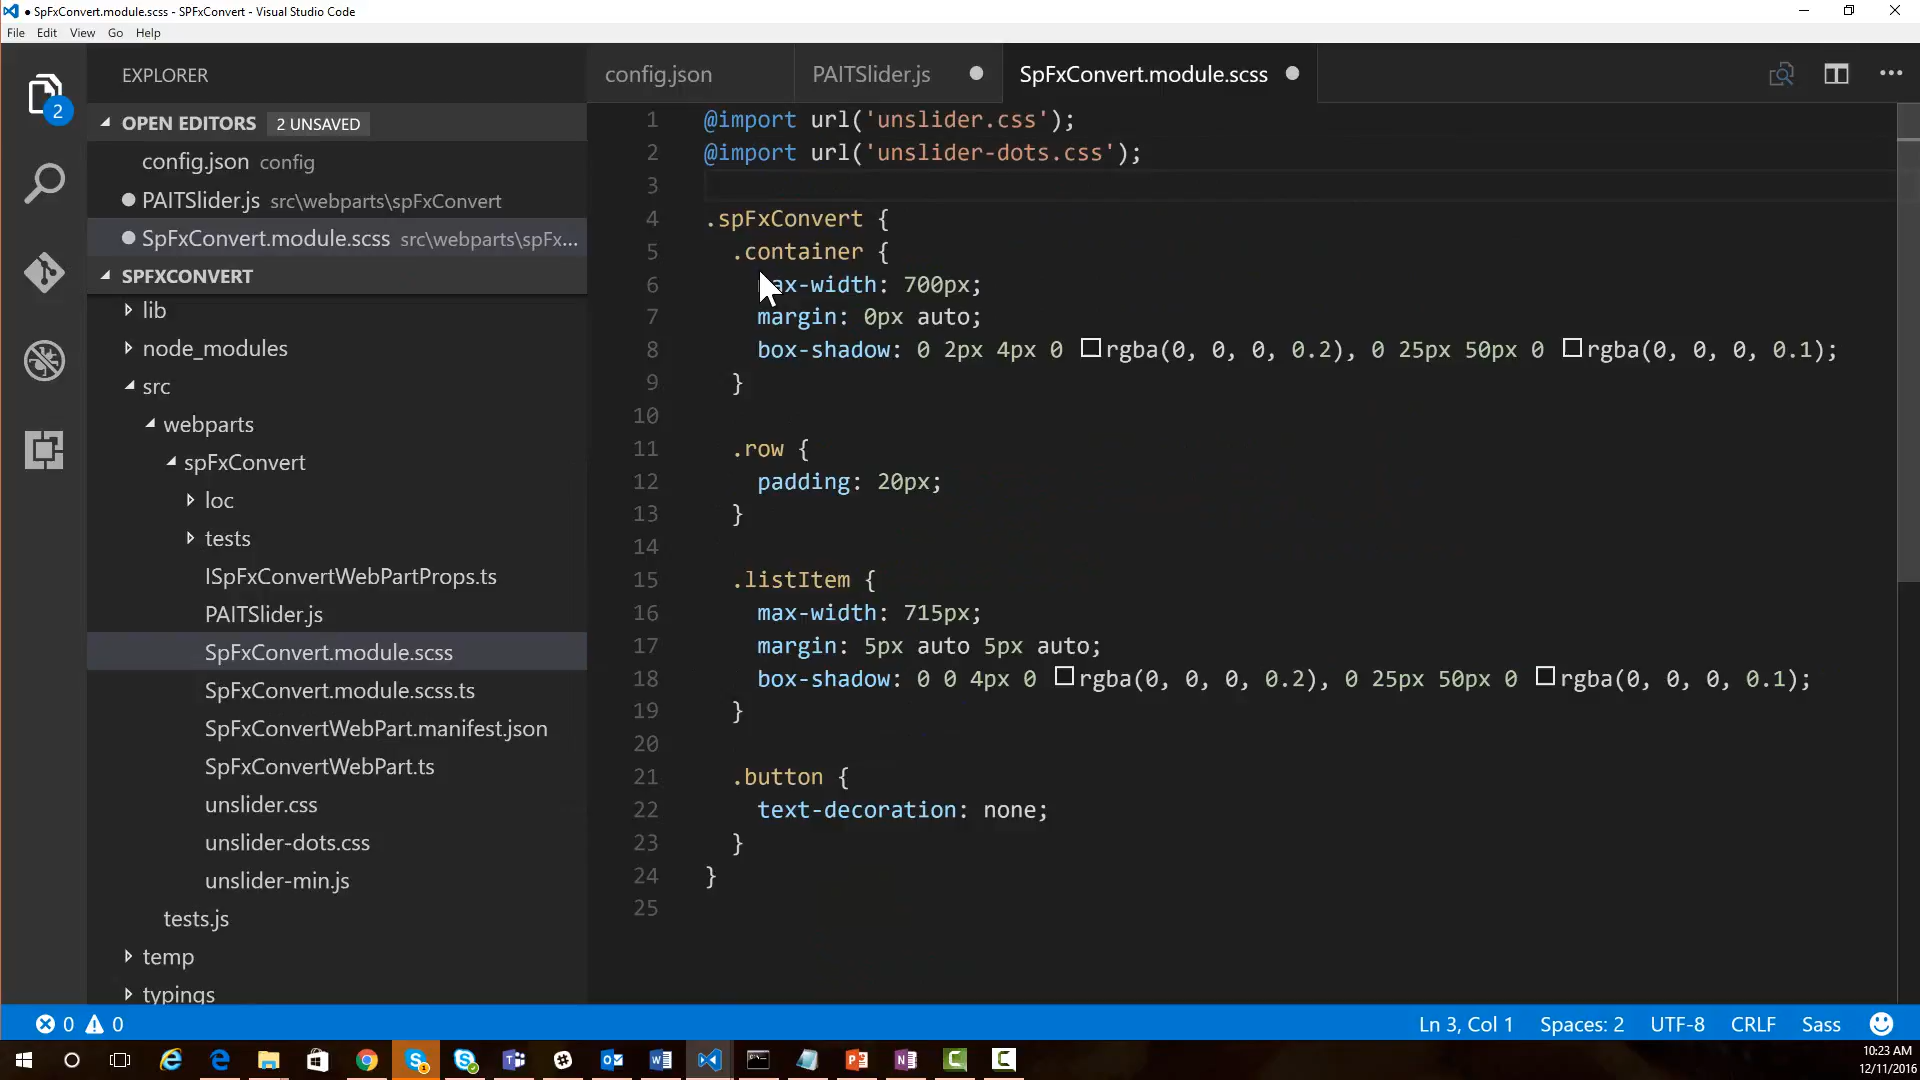 SpFxConvert.module.scss - SPFxConvert - Visual Studio Code
File Edit View Go Help
2
EXPLORER
OPEN EDITORS 2 UNSAVED
config.json config
PAITSlider.js src\webparts\spFxConvert
SpFxConvert.module.scss src\webparts\spFx...
SPFXCONVERT
lib
node_modules
src
webparts
spFxConvert
loc
tests
ISpFxConvertWebPartProps.ts
PAITSlider.js
SpFxConvert.module.scss
SpFxConvert.module.scss.ts
SpFxConvertWebPart.manifest.json
SpFxConvertWebPart.ts
unslider.css
unslider-dots.css
unslider-min.js
tests.js
temp
typings
config.json PAITSlider.js SpFxConvert.module.scss
1 @import url('unslider.css');
2 @import url('unslider-dots.css');
3
4 .spFxConvert {
5 .container {
6 max-width: 700px;
7 margin: 0px auto;
8 box-shadow: 0 2px 4px 0 rgba(0, 0, 0, 0.2), 0 25px 50px 0 rgba(0, 0, 0, 0.1);
9 }
10
11 .row {
12 padding: 20px;
13 }
14
15 .listItem {
16 max-width: 715px;
17 margin: 5px auto 5px auto;
18 box-shadow: 0 0 4px 0 rgba(0, 0, 0, 0.2), 0 25px 50px 0 rgba(0, 0, 0, 0.1);
19 }
20
21 .button {
22 text-decoration: none;
23 }
24 }
25
0 0 Ln 3, Col 1 Spaces: 2 UTF-8 CRLF Sass
10:23 AM
12/11/2016